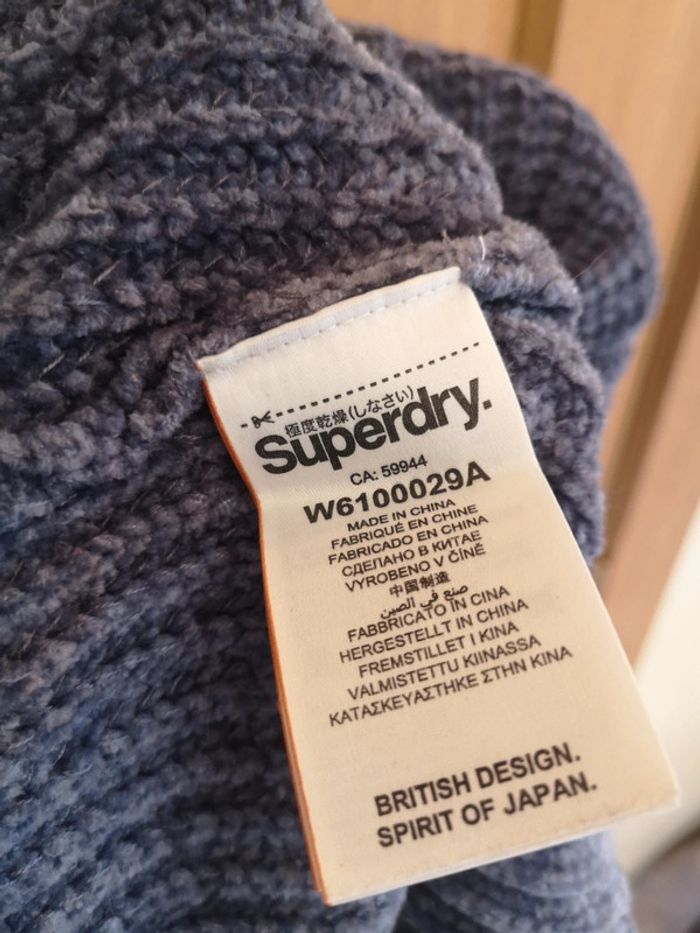 極度乾燥(しなさい)
Superdry.
CA: 59944
W6100029A
MADE IN CHINA
FABRIQUÉ EN CHINE
FABRICADO EN CHINA
СДЕЛАНО В КИТАЕ
VYROBENO V ČÍNĚ
中国制造
صنع في الصين
FABBRICATO IN CINA
HERGESTELLT IN CHINA
FREMSTILLET I KINA
VALMISTETTU KIINASSA
ΚΑΤΑΣΚΕΥΑΣΤΗΚΕ ΣΤΗΝ ΚΙΝΑ
BRITISH DESIGN.
SPIRIT OF JAPAN.